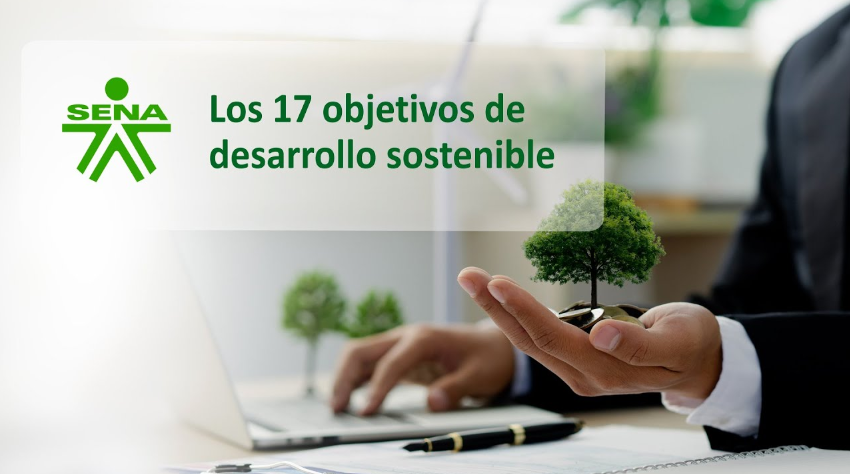 SENA
Los 17 objetivos de
desarrollo sostenible